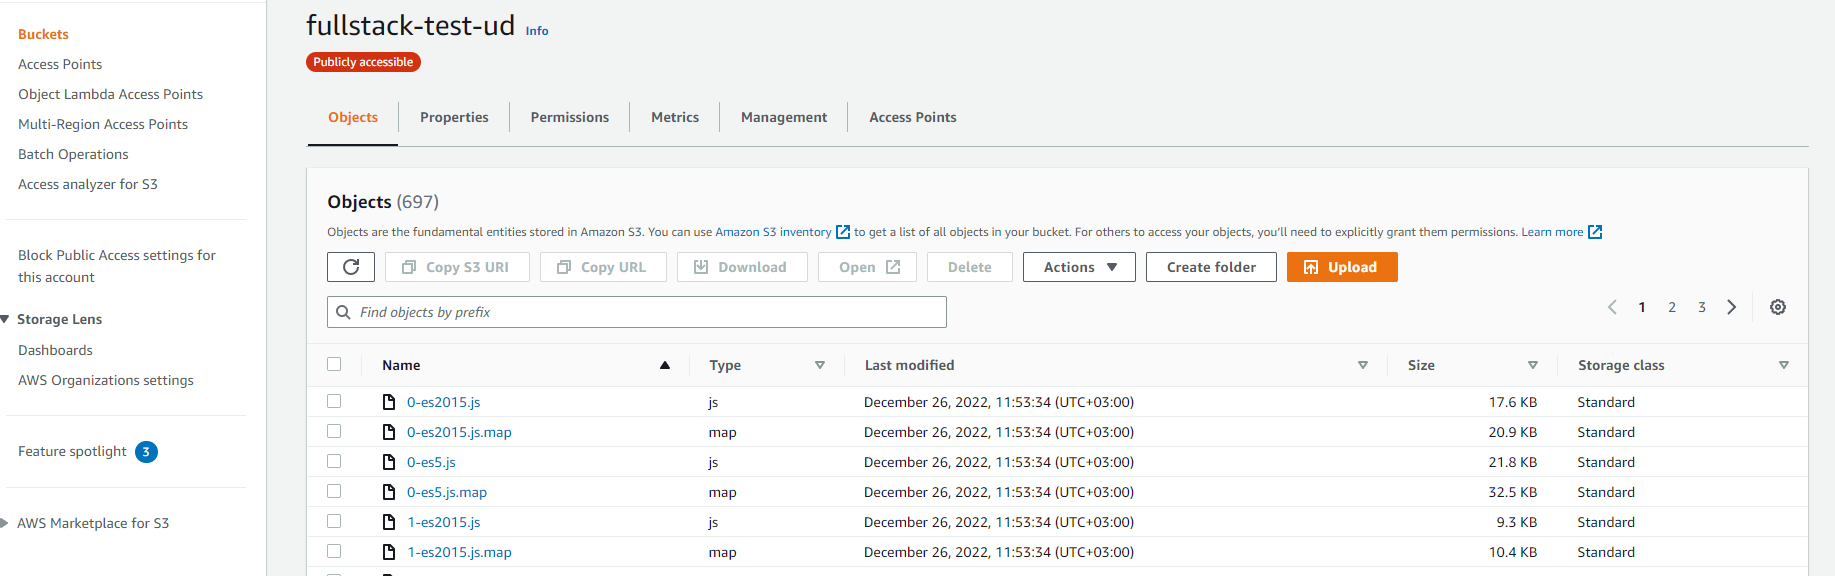 Buckets
Access Points
Object Lambda Access Points
Multi-Region Access Points
Batch Operations
Access analyzer for S3
Block Public Access settings for
this account
Storage Lens
Dashboards
AWS Organizations settings
Feature spotlight 3
AWS Marketplace for S3
fullstack-test-ud Info
Publicly accessible
Objects Properties Permissions Metrics Management Access Points
Objects (697)
Objects are the fundamental entities stored in Amazon S3. You can use Amazon S3 inventory to get a list of all objects in your bucket. For others to access your objects, you'll need to explicitly grant them permissions. Learn more
Copy S3 URI Copy URL Download Open Delete Actions Create folder Upload
Find objects by prefix 1 2 3
Name Type Last modified Size Storage class
0-es2015.js js December 26, 2022, 11:53:34 (UTC+03:00) 17.6 KB Standard
0-es2015.js.map map December 26, 2022, 11:53:34 (UTC+03:00) 20.9 KB Standard
0-es5.js js December 26, 2022, 11:53:34 (UTC+03:00) 21.8 KB Standard
0-es5.js.map map December 26, 2022, 11:53:34 (UTC+03:00) 32.5 KB Standard
1-es2015.js js December 26, 2022, 11:53:34 (UTC+03:00) 9.3 KB Standard
1-es2015.js.map map December 26, 2022, 11:53:34 (UTC+03:00) 10.4 KB Standard